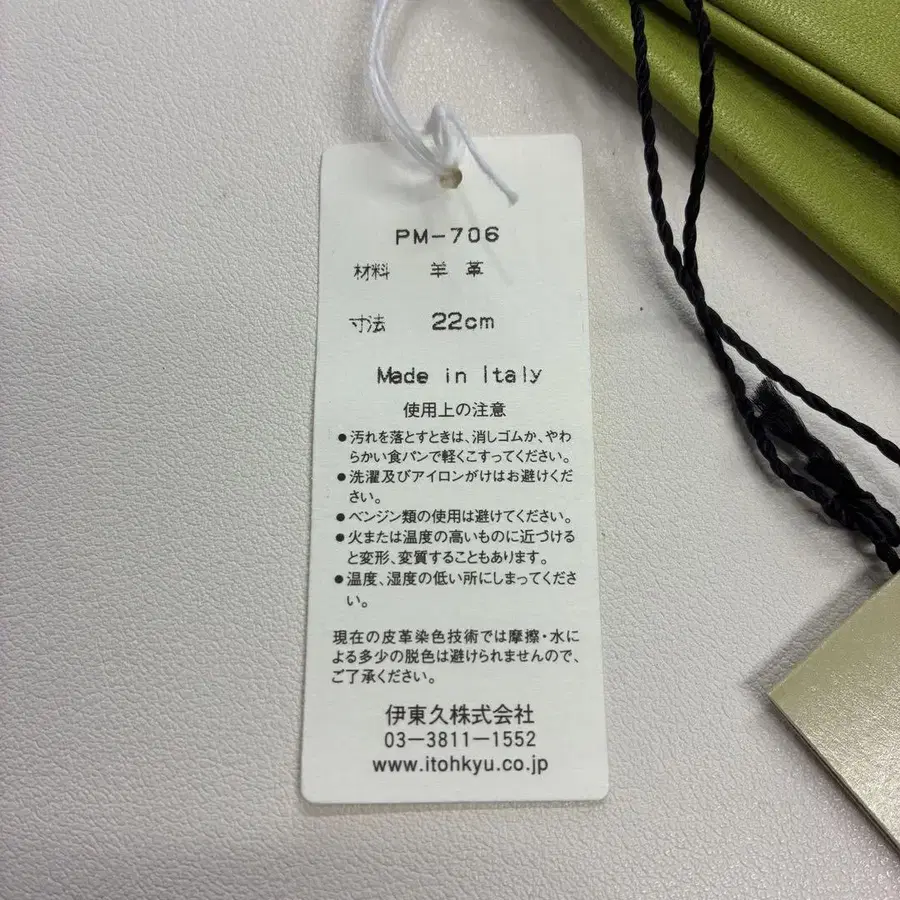 PM-706
材料 羊革
寸法 22cm
Made in Italy
使用上の注意
●汚れを落とすときは、消しゴムか、やわ
らかい食パンで軽くこすってください。
●洗濯及びアイロンがけはお避けくだ
さい。
●ベンジン類の使用は避けてください。
●火または温度の高いものに近づける
と変形、変質することもあります。
●温度、湿度の低い所にしまってくださ
い。
現在の皮革染色技術では摩擦・水に
よる多少の脱色は避けられませんので、
ご了承ください。
伊東久株式会社
03-3811-1552
www.itohkyu.co.jp